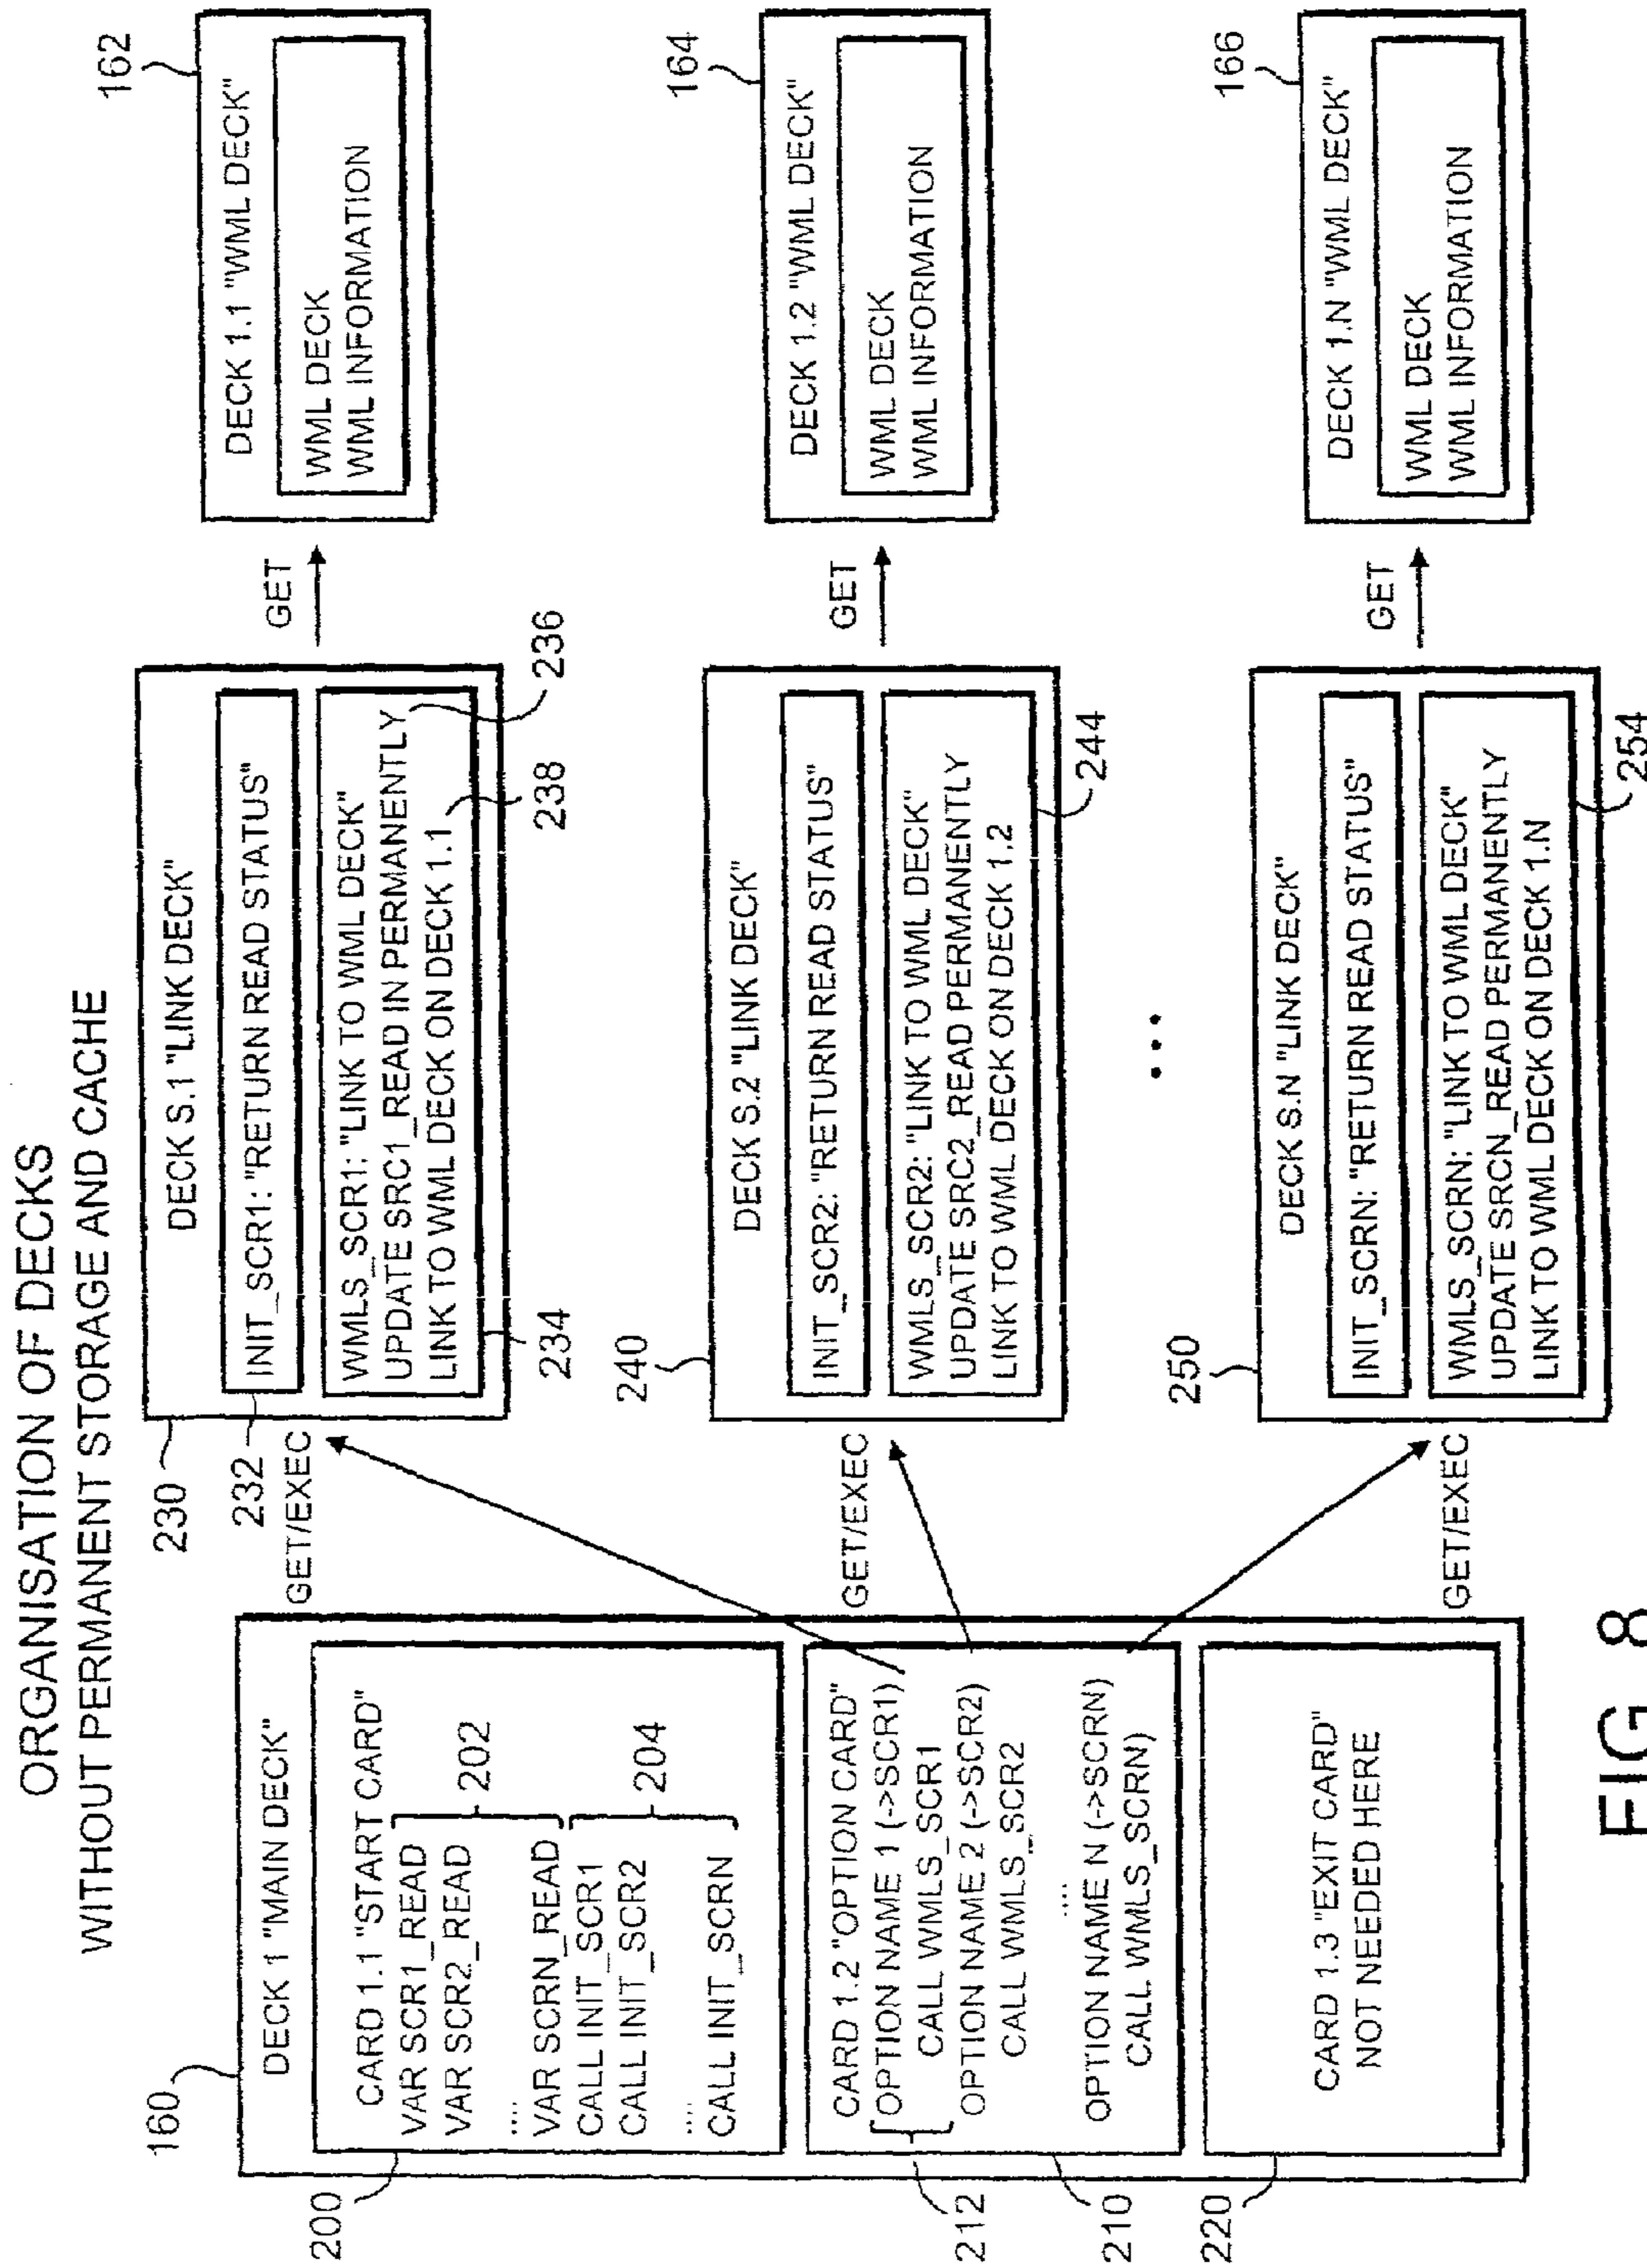 ORGANISATION OF DECKS
WITHOUT PERMANENT STORAGE AND CACHE
160
DECK 1 "MAIN DECK"
200
CARD 1.1 "START CARD"
VAR SCR1_READ
VAR SCR2_READ
....
VAR SCRN_READ
202
CALL INIT_SCR1
CALL INIT_SCR2
....
CALL INIT_SCRN
204
212
CARD 1.2 "OPTION CARD"
OPTION NAME 1 (->SCR1)
CALL WMLS_SCR1
OPTION NAME 2 (->SCR2)
CALL WMLS_SCR2
....
OPTION NAME N (->SCRN)
CALL WMLS_SCRN)
210
220
CARD 1.3 "EXIT CARD"
NOT NEEDED HERE
230
232
GET/EXEC
DECK S.1 "LINK DECK"
INIT_SCR1: "RETURN READ STATUS"
WMLS_SCR1: "LINK TO WML DECK"
UPDATE SRC1_READ IN PERMANENTLY
LINK TO WML DECK ON DECK 1.1
234
238
236
GET
162
DECK 1.1 "WML DECK"
WML DECK
WML INFORMATION
240
GET/EXEC
DECK S.2 "LINK DECK"
INIT_SCR2: "RETURN READ STATUS"
WMLS_SCR2: "LINK TO WML DECK"
UPDATE SRC2_READ PERMANENTLY
LINK TO WML DECK ON DECK 1.2
244
GET
164
DECK 1.2 "WML DECK"
WML DECK
WML INFORMATION
...
250
GET/EXEC
DECK S.N "LINK DECK"
INIT_SCRN: "RETURN READ STATUS"
WMLS_SCRN: "LINK TO WML DECK"
UPDATE SRCN_READ PERMANENTLY
LINK TO WML DECK ON DECK 1.N
254
GET
166
DECK 1.N "WML DECK"
WML DECK
WML INFORMATION
FIG 8